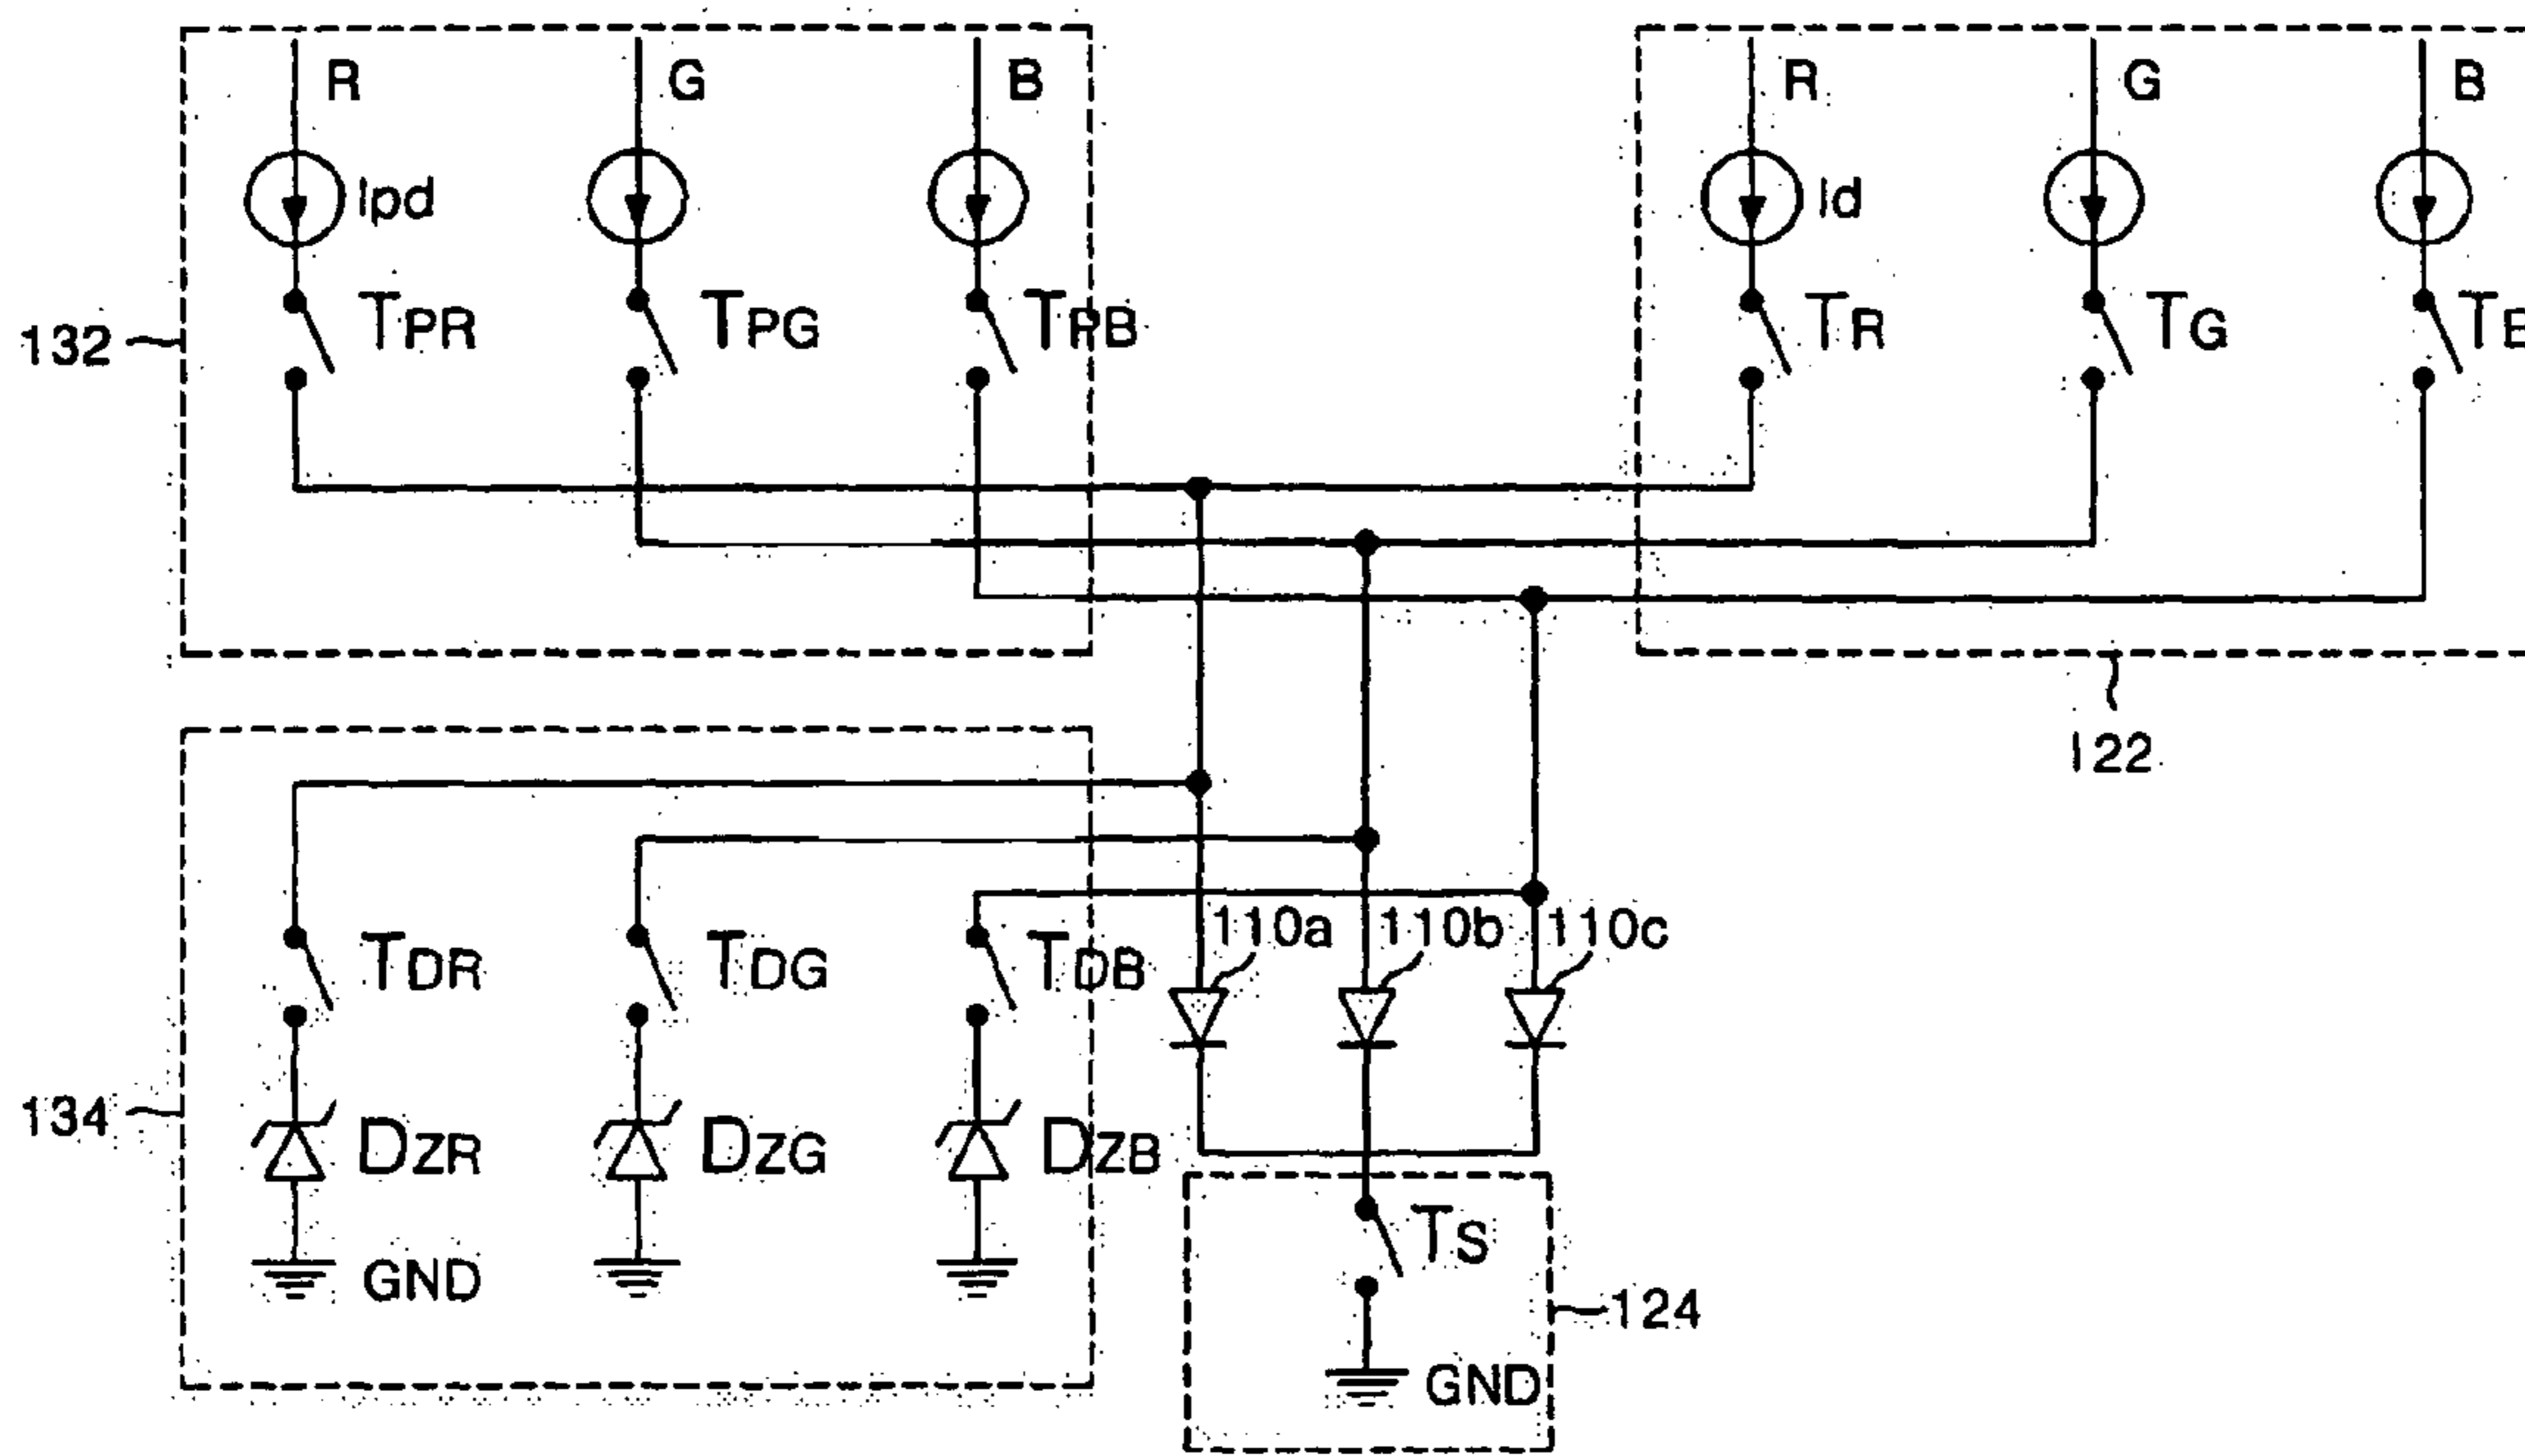 R G B R G B
Ipd Id
TPR TPG TPB TR TG TB
132
122
110a 110b 110c
TDR TDG TDB
134
DZR DZG DZB
TS
GND
124
GND